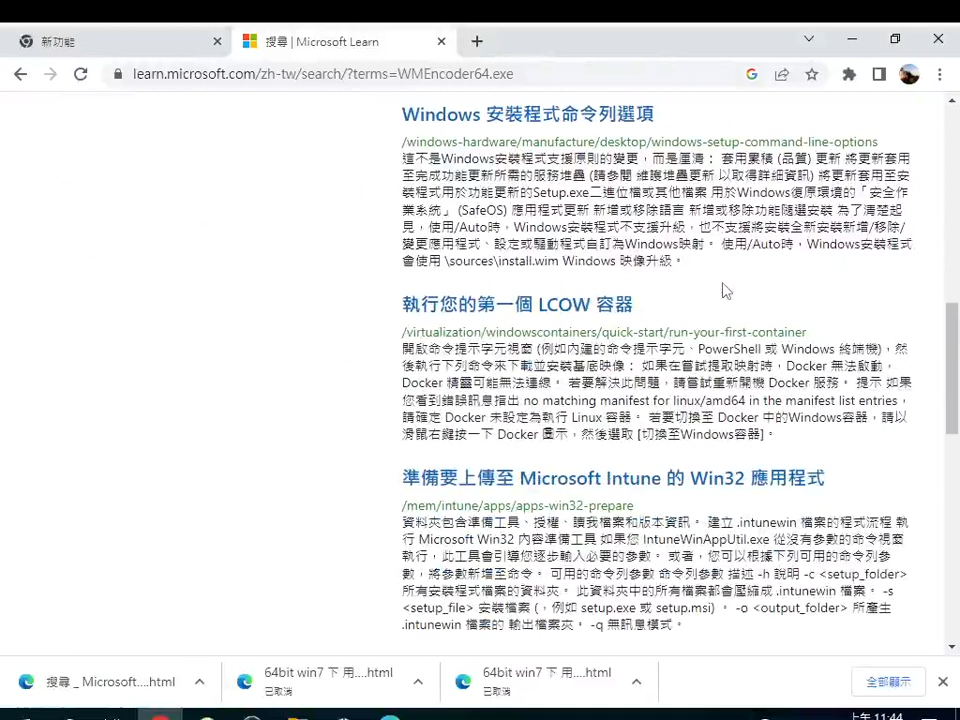 新功能
搜尋 | Microsoft Learn
learn.microsoft.com/zh-tw/search/?terms=WMEncoder64.exe
Windows 安裝程式命令列選項
/windows-hardware/manufacture/desktop/windows-setup-command-line-options
這不是Windows安裝程式支援原則的變更，而是厘清： 套用累積 (品質) 更新 將更新套用
至完成功能更新所需的服務堆疊 (請參閱 維護堆疊更新 以取得詳細資訊) 將更新套用至安
裝程式用於功能更新的Setup.exe二進位檔或其他檔案 用於Windows復原環境的「安全作
業系統」 (SafeOS) 應用程式更新 新增或移除語言 新增或移除功能隨選安裝 為了清楚起
見，使用/Auto時，Windows安裝程式不支援升級，也不支援將安裝全新安裝新增/移除/
變更應用程式、設定或驅動程式自訂為Windows映射。 使用/Auto時，Windows安裝程式
會使用 \sources\install.wim Windows 映像升級。
執行您的第一個 LCOW 容器
/virtualization/windowscontainers/quick-start/run-your-first-container
開啟命令提示字元視窗 (例如內建的命令提示字元、PowerShell 或 Windows 終端機)，然
後執行下列命令來下載並安裝基底映像： 如果在嘗試提取映射時，Docker 無法啟動，
Docker 精靈可能無法連線。 若要解決此問題，請嘗試重新開機 Docker 服務。 提示 如果
您看到錯誤訊息指出 no matching manifest for linux/amd64 in the manifest list entries，
請確定 Docker 未設定為執行 Linux 容器。 若要切換至 Docker 中的Windows容器，請以
滑鼠右鍵按一下 Docker 圖示，然後選取 [切換至Windows容器]。
準備要上傳至 Microsoft Intune 的 Win32 應用程式
/mem/intune/apps/apps-win32-prepare
資料夾包含準備工具、授權、讀我檔案和版本資訊。 建立 .intunewin 檔案的程式流程 執
行 Microsoft Win32 內容準備工具 如果您 IntuneWinAppUtil.exe 從沒有參數的命令視窗
執行，此工具會引導您逐步輸入必要的參數。 或者，您可以根據下列可用的命令列參
數，將參數新增至命令。 可用的命令列參數 命令列參數 描述 -h 說明 -c <setup_folder>
所有安裝程式檔案的資料夾。 此資料夾中的所有檔案都會壓縮成 .intunewin 檔案。 -s
<setup_file> 安裝檔案 (，例如 setup.exe 或 setup.msi) 。 -o <output_folder> 所產生
.intunewin 檔案的 輸出檔案夾。 -q 無訊息模式。
搜尋 _ Microsoft....html
64bit win7 下 用....html
已取消
64bit win7 下 用....html
已取消
全部顯示
上午 11:44